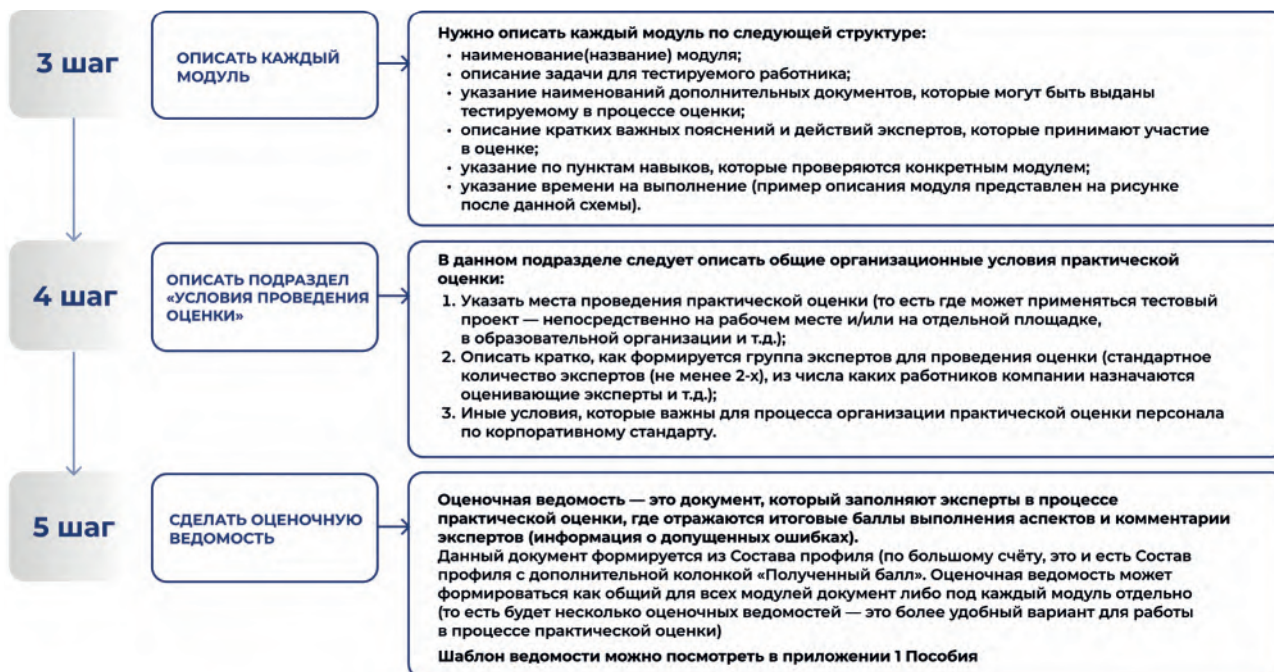 3 шаг
ОПИСАТЬ КАЖДЫЙ
МОДУЛЬ
Нужно описать каждый модуль по следующей структуре:
• наименование(название) модуля;
• описание задачи для тестируемого работника;
• указание наименований дополнительных документов, которые могут быть выданы
тестируемому в процессе оценки;
• описание кратких важных пояснений и действий экспертов, которые принимают участие
в оценке;
• указание по пунктам навыков, которые проверяются конкретным модулем;
• указание времени на выполнение (пример описания модуля представлен на рисунке
после данной схемы).
4 шаг
ОПИСАТЬ ПОДРАЗДЕЛ
«УСЛОВИЯ ПРОВЕДЕНИЯ
ОЦЕНКИ»
В данном подразделе следует описать общие организационные условия практической
оценки:
1. Указать места проведения практической оценки (то есть где может применяться тестовый
проект — непосредственно на рабочем месте и/или на отдельной площадке,
в образовательной организации и т.д.);
2. Описать кратко, как формируется группа экспертов для проведения оценки (стандартное
количество экспертов (не менее 2-х), из числа каких работников компании назначаются
оценивающие эксперты и т.д.);
3. Иные условия, которые важны для процесса организации практической оценки персонала
по корпоративному стандарту.
5 шаг
СДЕЛАТЬ ОЦЕНОЧНУЮ
ВЕДОМОСТЬ
Оценочная ведомость — это документ, который заполняют эксперты в процессе
практической оценки, где отражаются итоговые баллы выполнения аспектов и комментарии
экспертов (информация о допущенных ошибках).
Данный документ формируется из Состава профиля (по большому счёту, это и есть Состав
профиля с дополнительной колонкой «Полученный балл». Оценочная ведомость может
формироваться как общий для всех модулей документ либо под каждый модуль отдельно
(то есть будет несколько оценочных ведомостей — это более удобный вариант для работы
в процессе практической оценки)
Шаблон ведомости можно посмотреть в приложении 1 Пособия